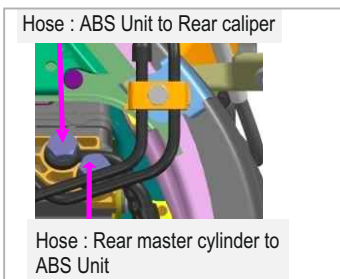 Hose : ABS Unit to Rear caliper
Hose : Rear master cylinder to
ABS Unit